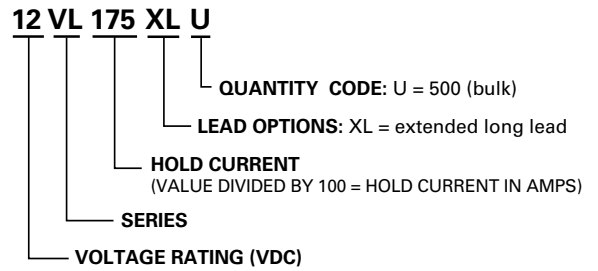 12 VL 175 XL U
QUANTITY CODE: U = 500 (bulk)
LEAD OPTIONS: XL = extended long lead
HOLD CURRENT
(VALUE DIVIDED BY 100 = HOLD CURRENT IN AMPS)
SERIES
VOLTAGE RATING (VDC)